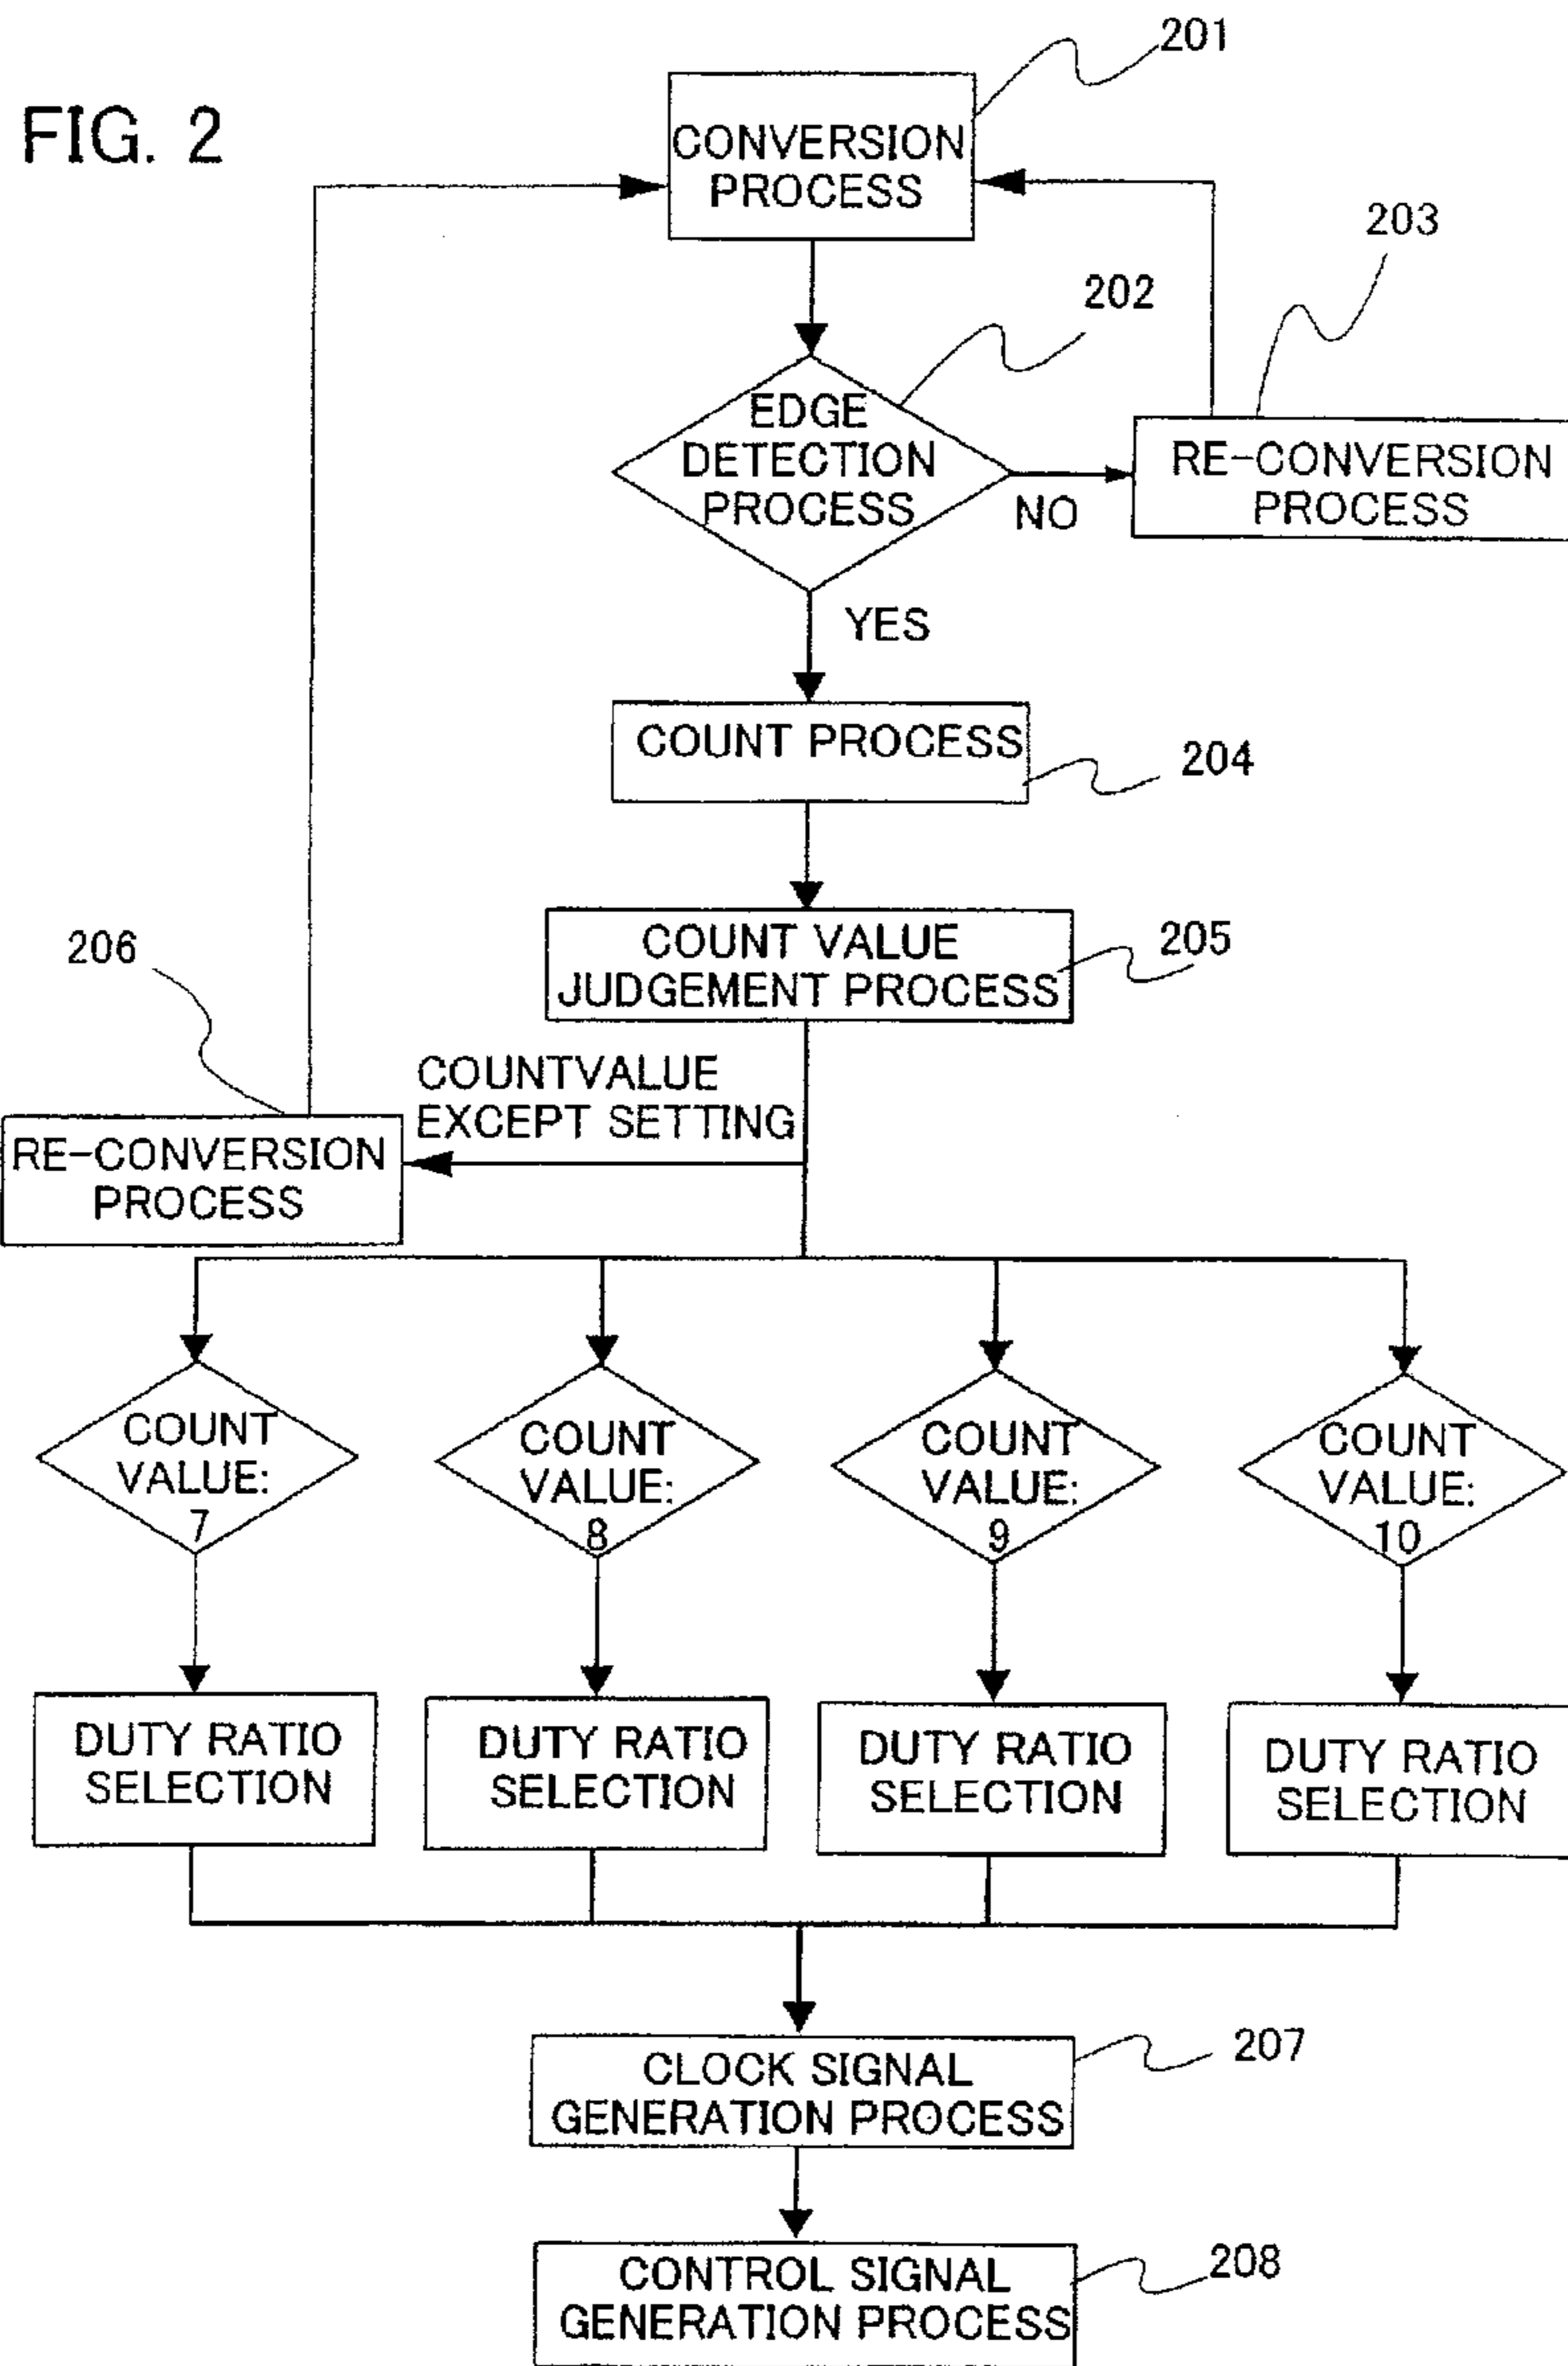 201
FIG. 2
CONVERSION
PROCESS
203
202
EDGE
DETECTION
PROCESS
NO
RE-CONVERSION
PROCESS
YES
COUNT PROCESS
204
COUNT VALUE
JUDGEMENT PROCESS
205
206
COUNTVALUE
EXCEPT SETTING
RE-CONVERSION
PROCESS
COUNT
VALUE:
7
COUNT
VALUE:
8
COUNT
VALUE:
9
COUNT
VALUE:
10
DUTY RATIO
SELECTION
DUTY RATIO
SELECTION
DUTY RATIO
SELECTION
DUTY RATIO
SELECTION
CLOCK SIGNAL
GENERATION PROCESS
207
CONTROL SIGNAL
GENERATION PROCESS
208